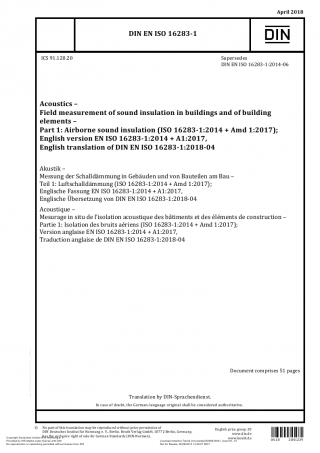 April 2018
DIN EN ISO 16283-1
DIN
ICS 91.120.20
Supersedes
DIN EN ISO 16283-1:2014-06
Acoustics –
Field measurement of sound insulation in buildings and of building
elements –
Part 1: Airborne sound insulation (ISO 16283-1:2014 + Amd 1:2017);
English version EN ISO 16283-1:2014 + A1:2017,
English translation of DIN EN ISO 16283-1:2018-04
Akustik –
Messung der Schalldämmung in Gebäuden und von Bauteilen am Bau –
Teil 1: Luftschalldämmung (ISO 16283-1:2014 + Amd 1:2017);
Englische Fassung EN ISO 16283-1:2014 + A1:2017,
Englische Übersetzung von DIN EN ISO 16283-1:2018-04
Acoustique –
Mesurage in situ de l'isolation acoustique des bâtiments et des éléments de construction –
Partie 1: Isolation des bruits aériens (ISO 16283-1:2014 + Amd 1:2017);
Version anglaise EN ISO 16283-1:2014 + A1:2017,
Traduction anglaise de DIN EN ISO 16283-1:2018-04
Document comprises 51 pages
Translation by DIN-Sprachendienst.
In case of doubt, the German-language original shall be considered authoritative.
No part of this translation may be reproduced without prior permission of
DIN Deutsches Institut für Normung e. V., Berlin. Beuth Verlag GmbH, 10772 Berlin, Germany,
has the exclusive right of sale for German Standards (DIN-Normen).
English price group 20
www.din.de
www.beuth.de